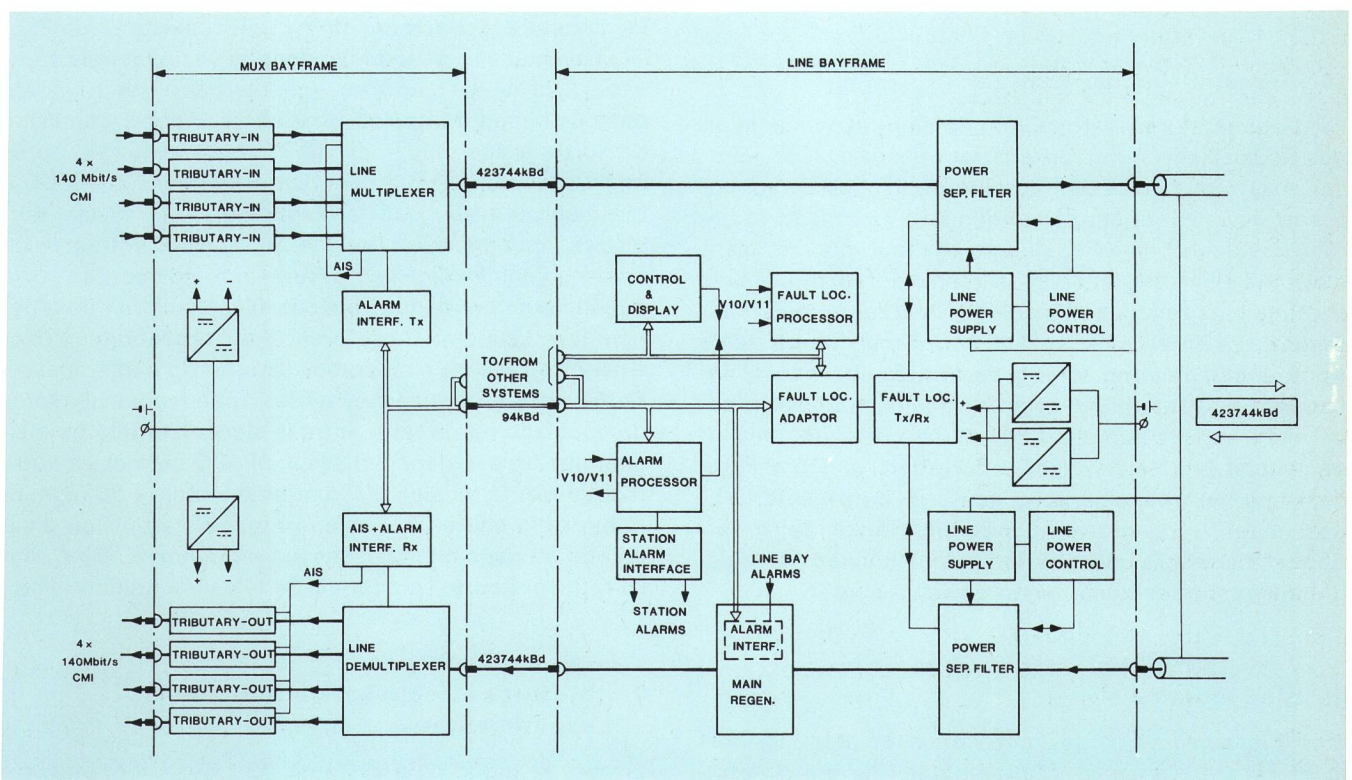 MUX BAYFRAME
LINE BAYFRAME
TRIBUTARY-IN
TRIBUTARY-IN
TRIBUTARY-IN
TRIBUTARY-IN
4 ×
140 Mbit/s
CMI
LINE
MULTIPLEXER
423744kBd
POWER
SEP. FILTER
AIS
ALARM
INTERF. Tx
+
-
CONTROL
&
DISPLAY
V10/V11
FAULT LOC.
PROCESSOR
LINE
POWER
SUPPLY
LINE
POWER
CONTROL
TO/FROM
OTHER
SYSTEMS
94kBd
FAULT LOC.
ADAPTOR
FAULT LOC.
Tx/Rx
+
-
423744kBd
V10/V11
ALARM
PROCESSOR
STATION
ALARM
INTERFACE
STATION
ALARMS
LINE BAY
ALARMS
ALARM
INTERF.
MAIN
REGEN.
LINE
POWER
SUPPLY
LINE
POWER
CONTROL
+
-
AIS+ALARM
INTERF. Rx
AIS
TRIBUTARY-OUT
TRIBUTARY-OUT
TRIBUTARY-OUT
TRIBUTARY-OUT
4×
140Mbit/s
CMI
LINE
DEMULTIPLEXER
423744kBd
POWER
SEP. FILTER